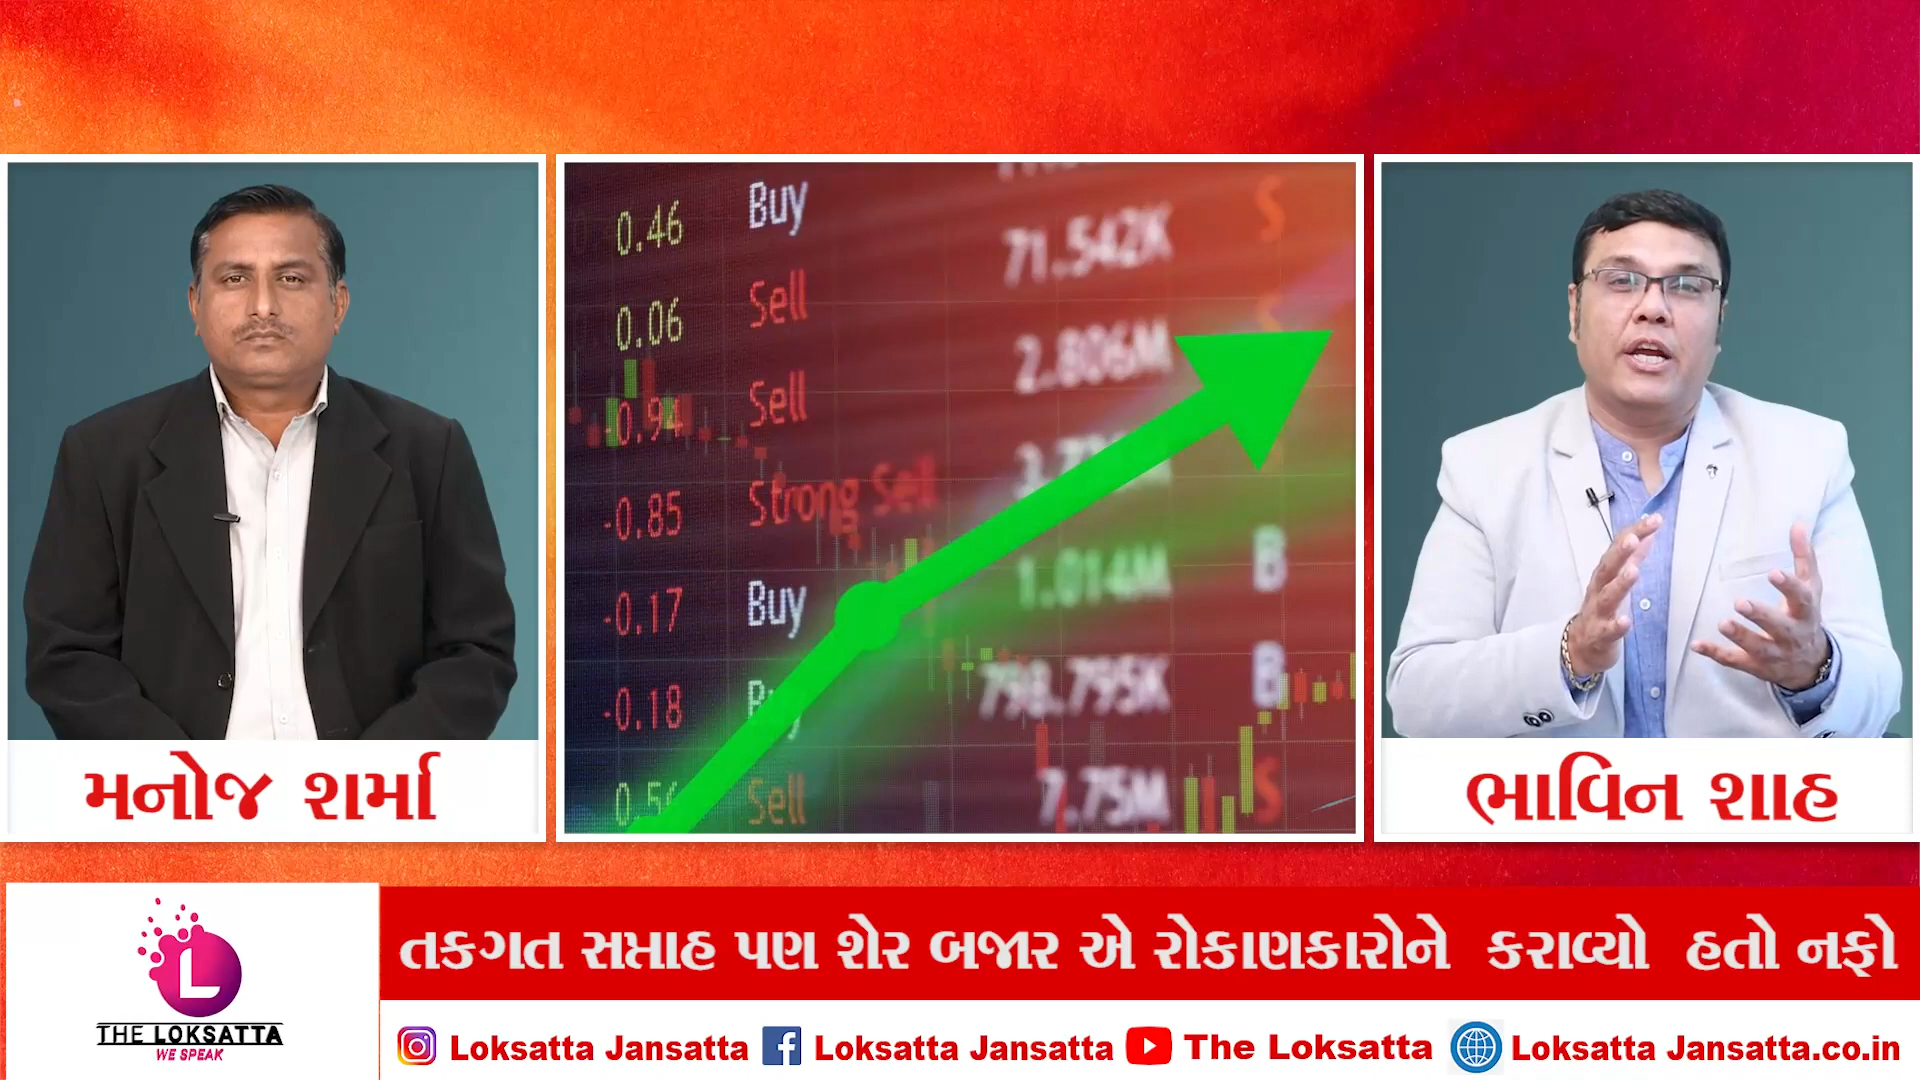 0.46 Buy S
71.542K
0.06 Sell
2.806M
-0.94 Sell
-0.85 Strong Sell
1.014M B
-0.17 Buy
798.795K B
-0.18
7.75M S
0.56 Sell
મનોજ શર્મા
ભાવિન શાહ
તકગત સપ્તાહ પણ શેર બજાર એ રોકાણકારોને કરાવ્યો હતો નફો
L
THE LOKSATTA
WE SPEAK
Loksatta Jansatta Loksatta Jansatta The Loksatta Loksatta Jansatta.co.in